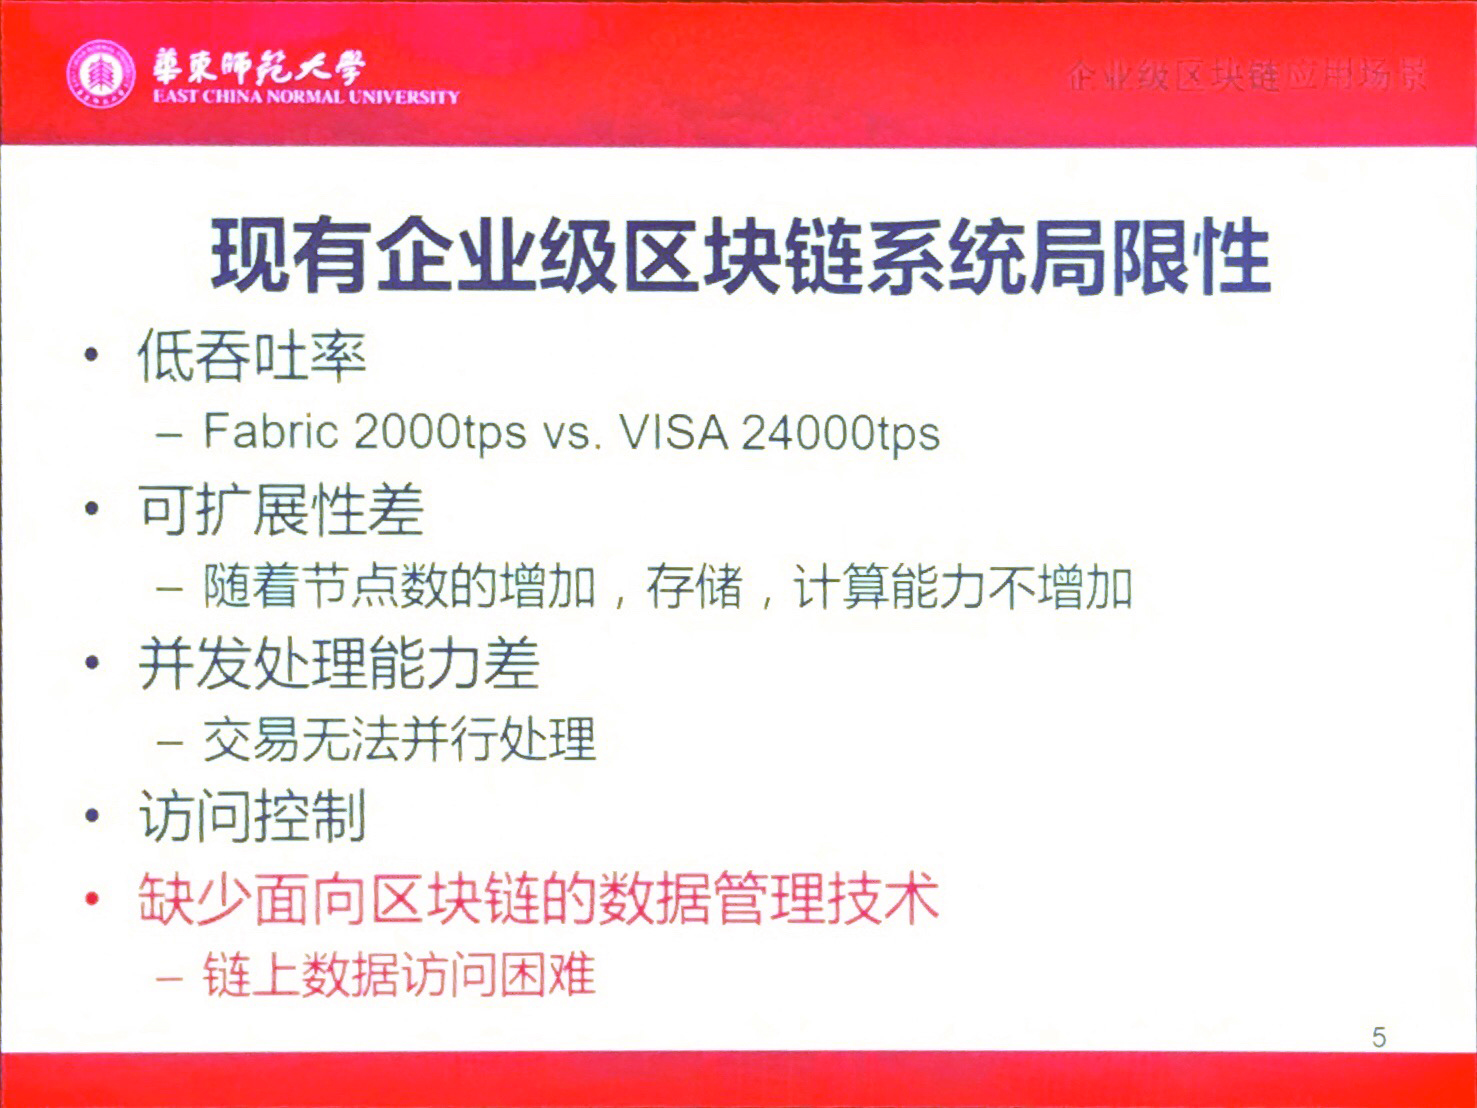 華東師範大學
EAST CHINA NORMAL UNIVERSITY
企业级区块链应用场景
现有企业级区块链系统局限性
• 低吞吐率
– Fabric 2000tps vs. VISA 24000tps
• 可扩展性差
– 随着节点数的增加，存储，计算能力不增加
• 并发处理能力差
– 交易无法并行处理
• 访问控制
• 缺少面向区块链的数据管理技术
– 链上数据访问困难
5